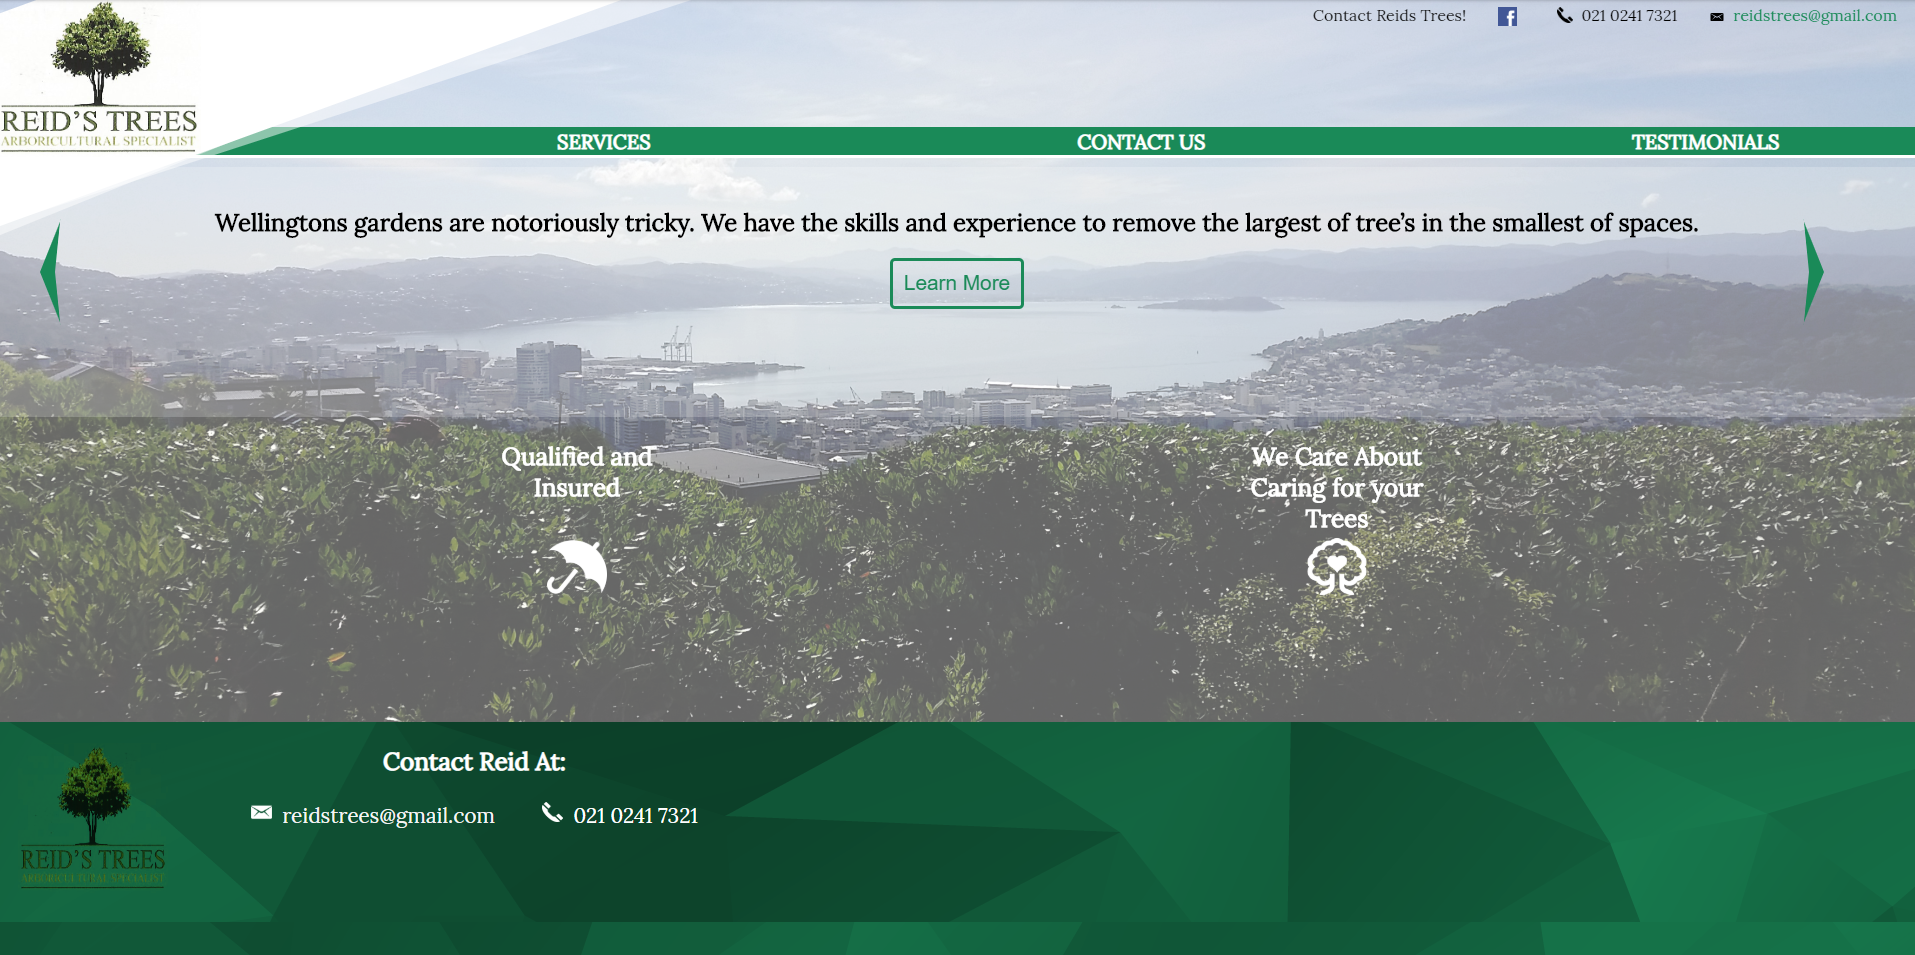 Contact Reids Trees!
021 0241 7321
reidstrees@gmail.com
REID'S TREES
ARBORICULTURAL SPECIALIST
SERVICES
CONTACT US
TESTIMONIALS
Wellingtons gardens are notoriously tricky. We have the skills and experience to remove the largest of tree’s in the smallest of spaces.
Learn More
Qualified and
Insured
We Care About
Caring for your
Trees
Contact Reid At:
reidstrees@gmail.com
021 0241 7321
REID'S TREES
ARBORICULTURAL SPECIALIST